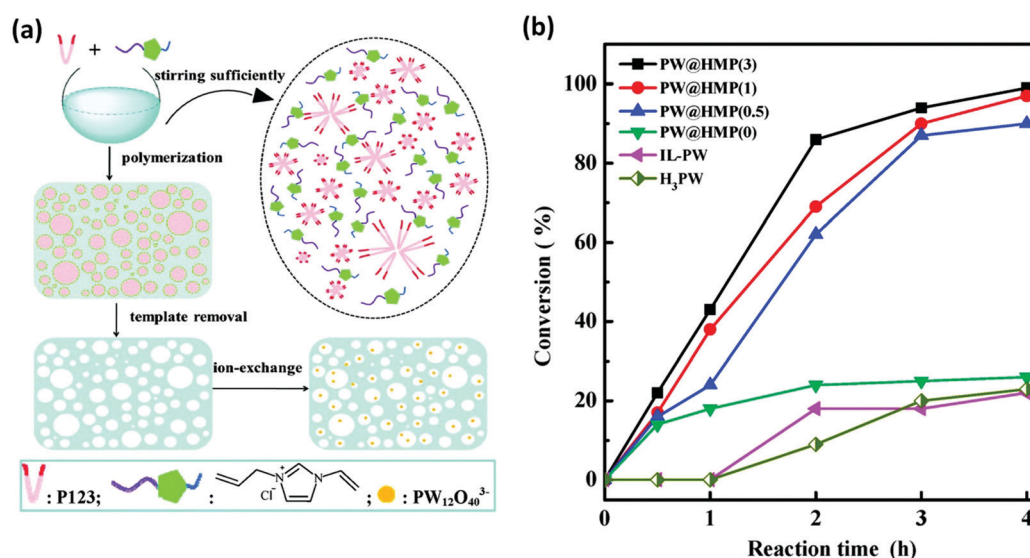 (a)
+
stirring sufficiently
polymerization
template removal
ion-exchange
: P123;
:
N
+
N
Cl⁻
;
: PW₁₂O₄₀³⁻
(b)
Conversion ( %)
100
80
60
40
20
0
PW@HMP(3)
PW@HMP(1)
PW@HMP(0.5)
PW@HMP(0)
IL-PW
H₃PW
0 1 2 3 4
Reaction time (h)